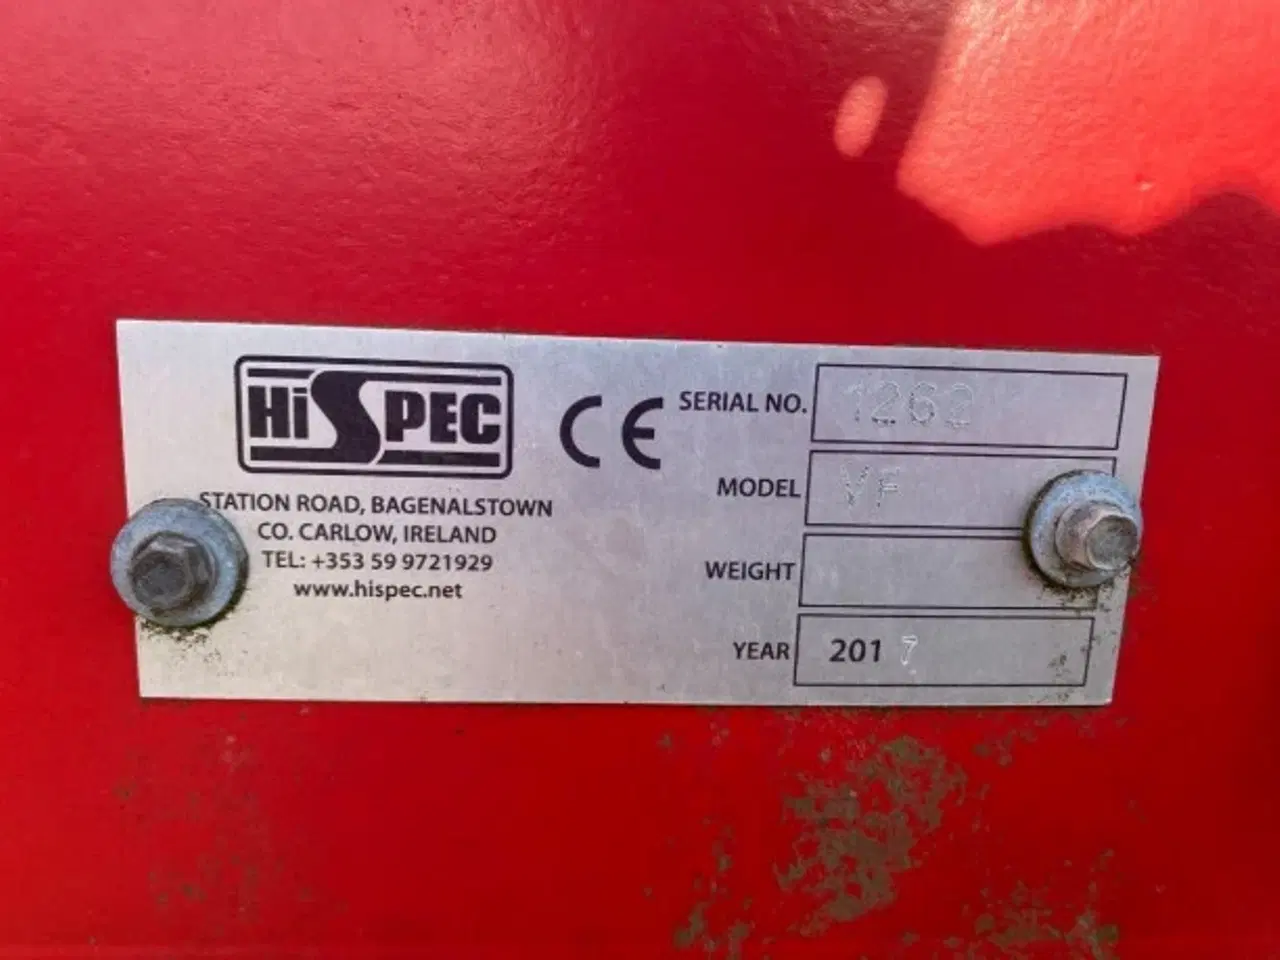 HiSPEC
STATION ROAD, BAGENALSTOWN
CO. CARLOW, IRELAND
TEL: +353 59 9721929
www.hispec.net
CE
SERIAL NO. 1262
MODEL VF
WEIGHT
YEAR 2017